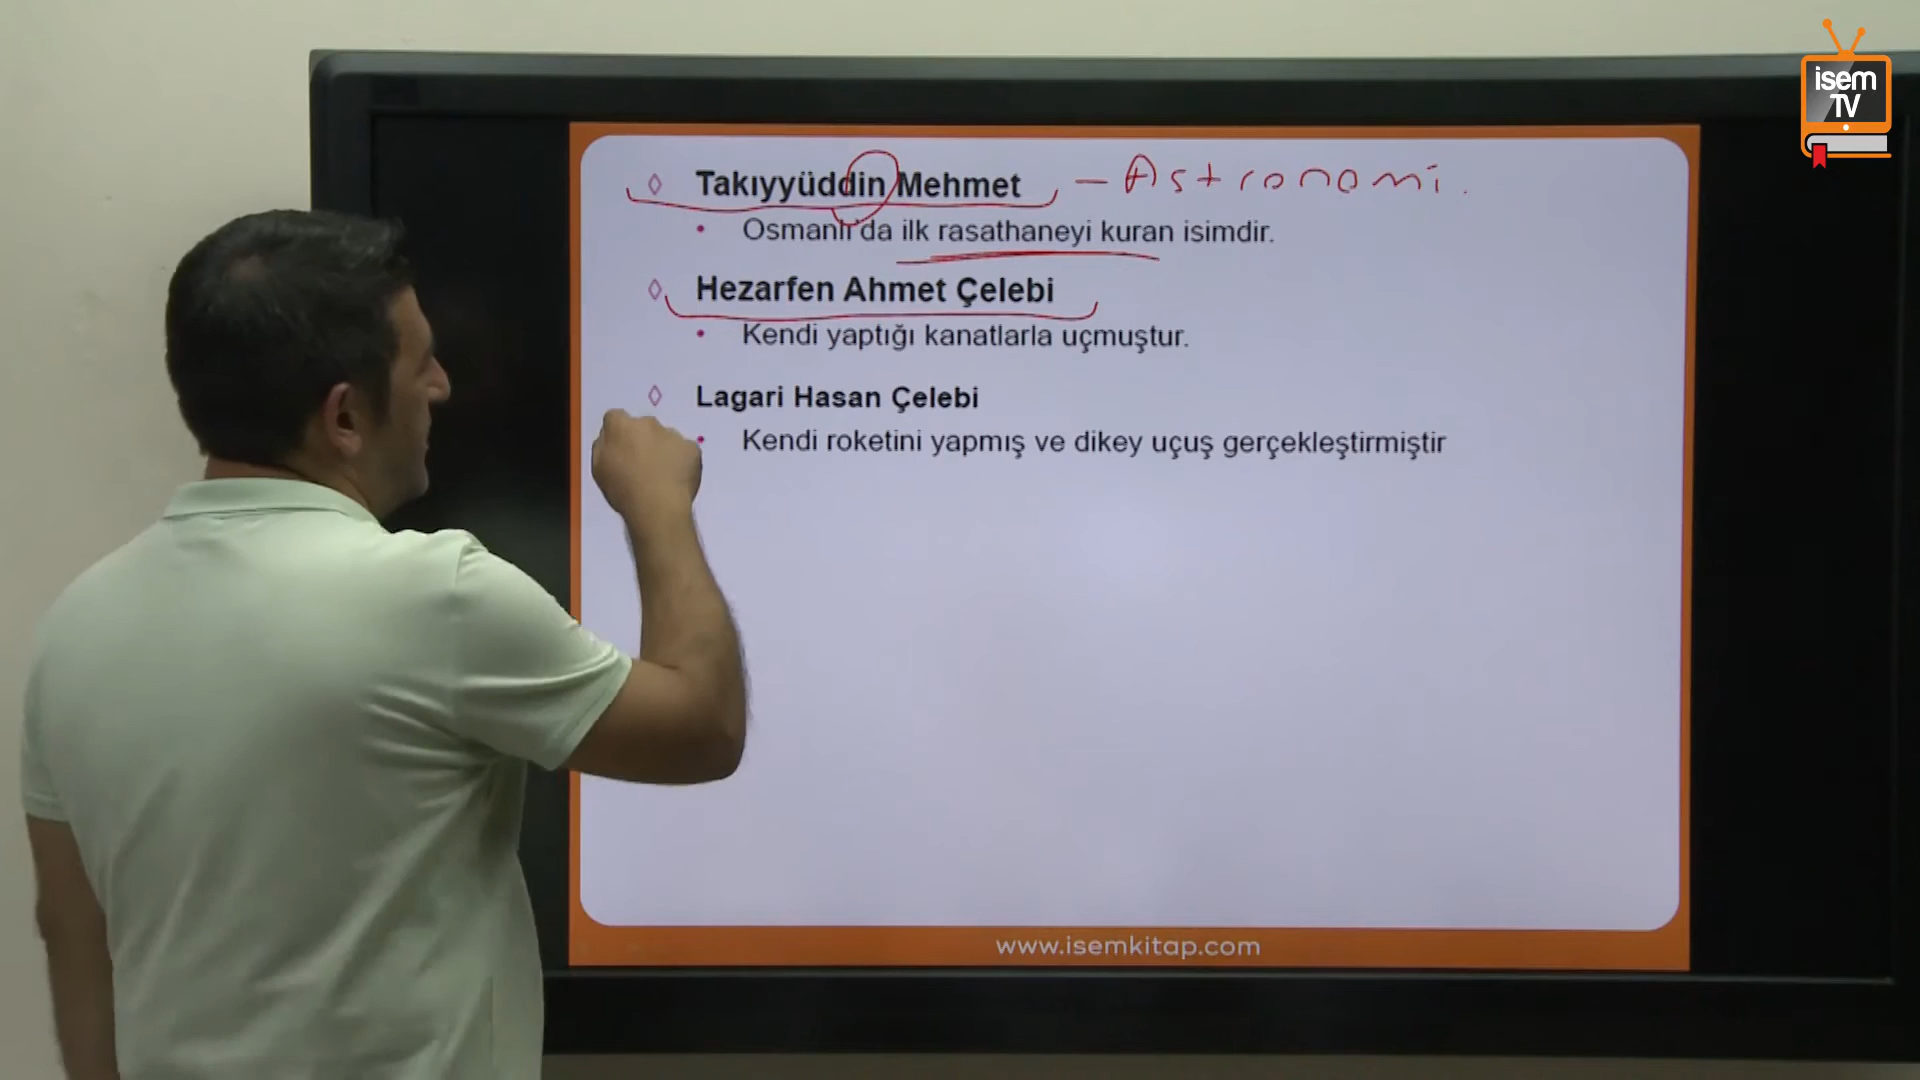 isem
TV
Takıyyüddin Mehmet - Astronomi.
• Osmanlı'da ilk rasathaneyi kuran isimdir.
Hezarfen Ahmet Çelebi
• Kendi yaptığı kanatlarla uçmuştur.
Lagari Hasan Çelebi
• Kendi roketini yapmış ve dikey uçuş gerçekleştirmiştir
www.isemkitap.com